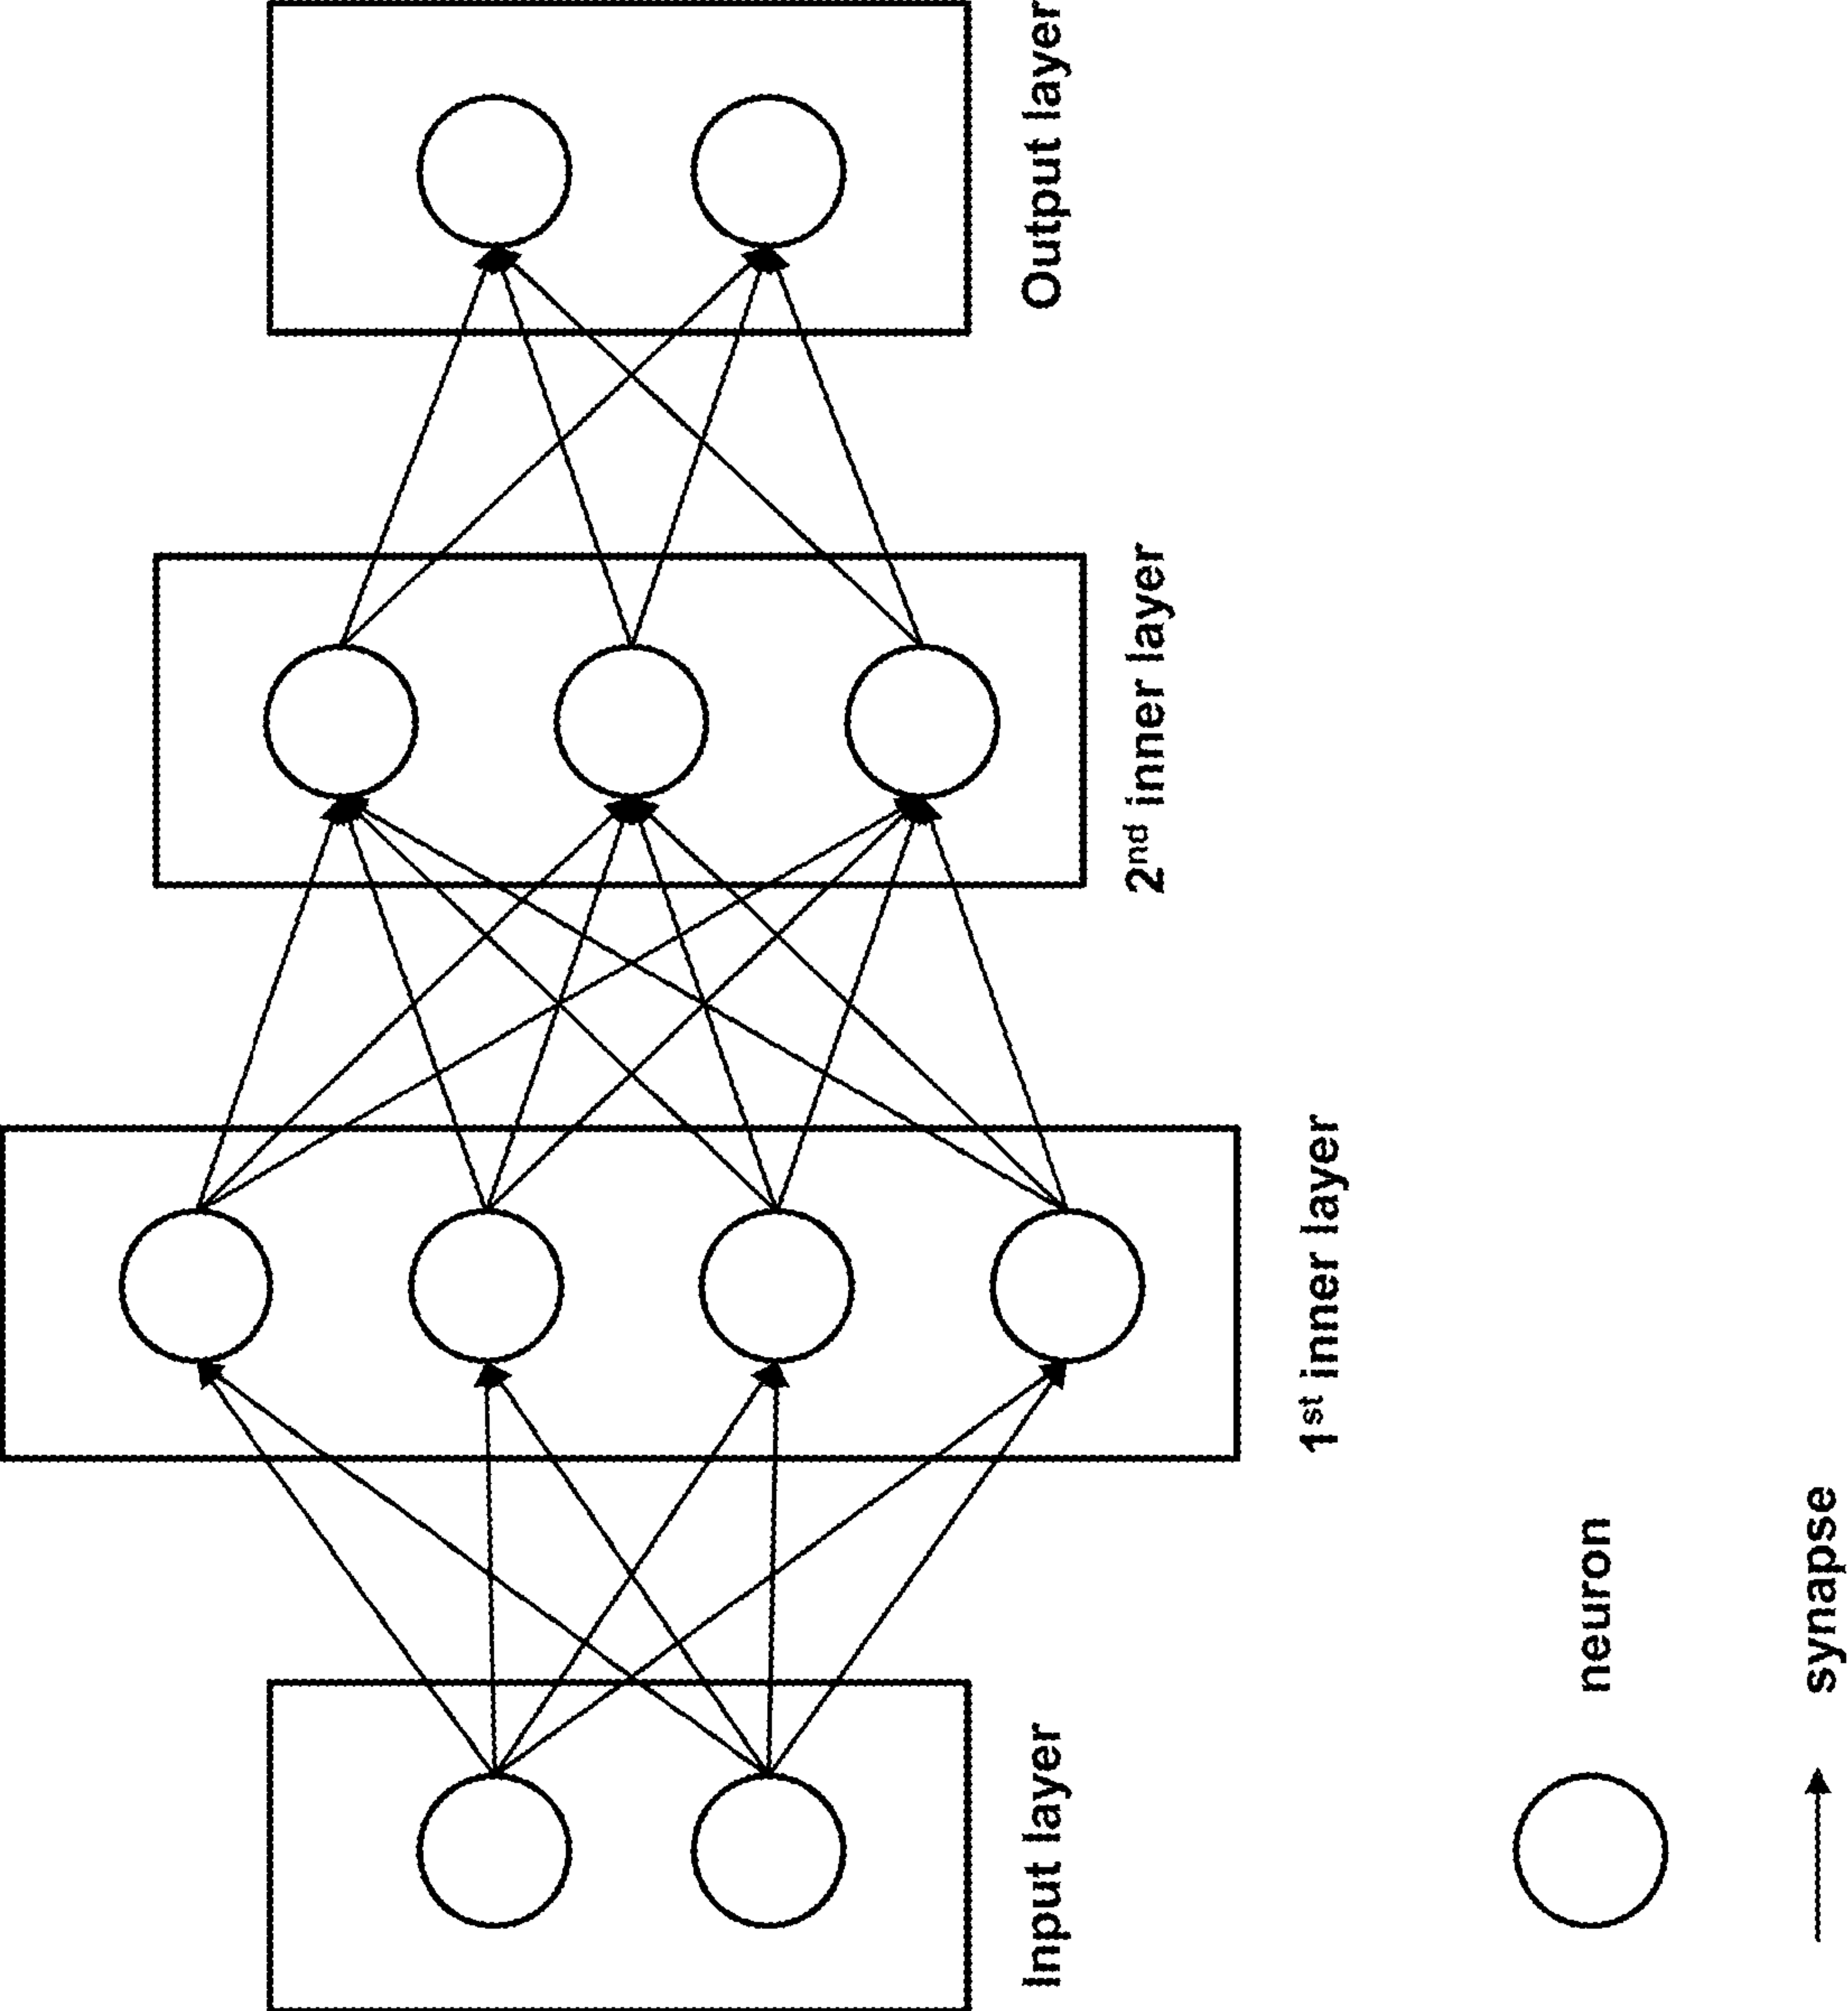 Input layer
1st inner layer
2nd inner layer
Output layer
neuron
synapse